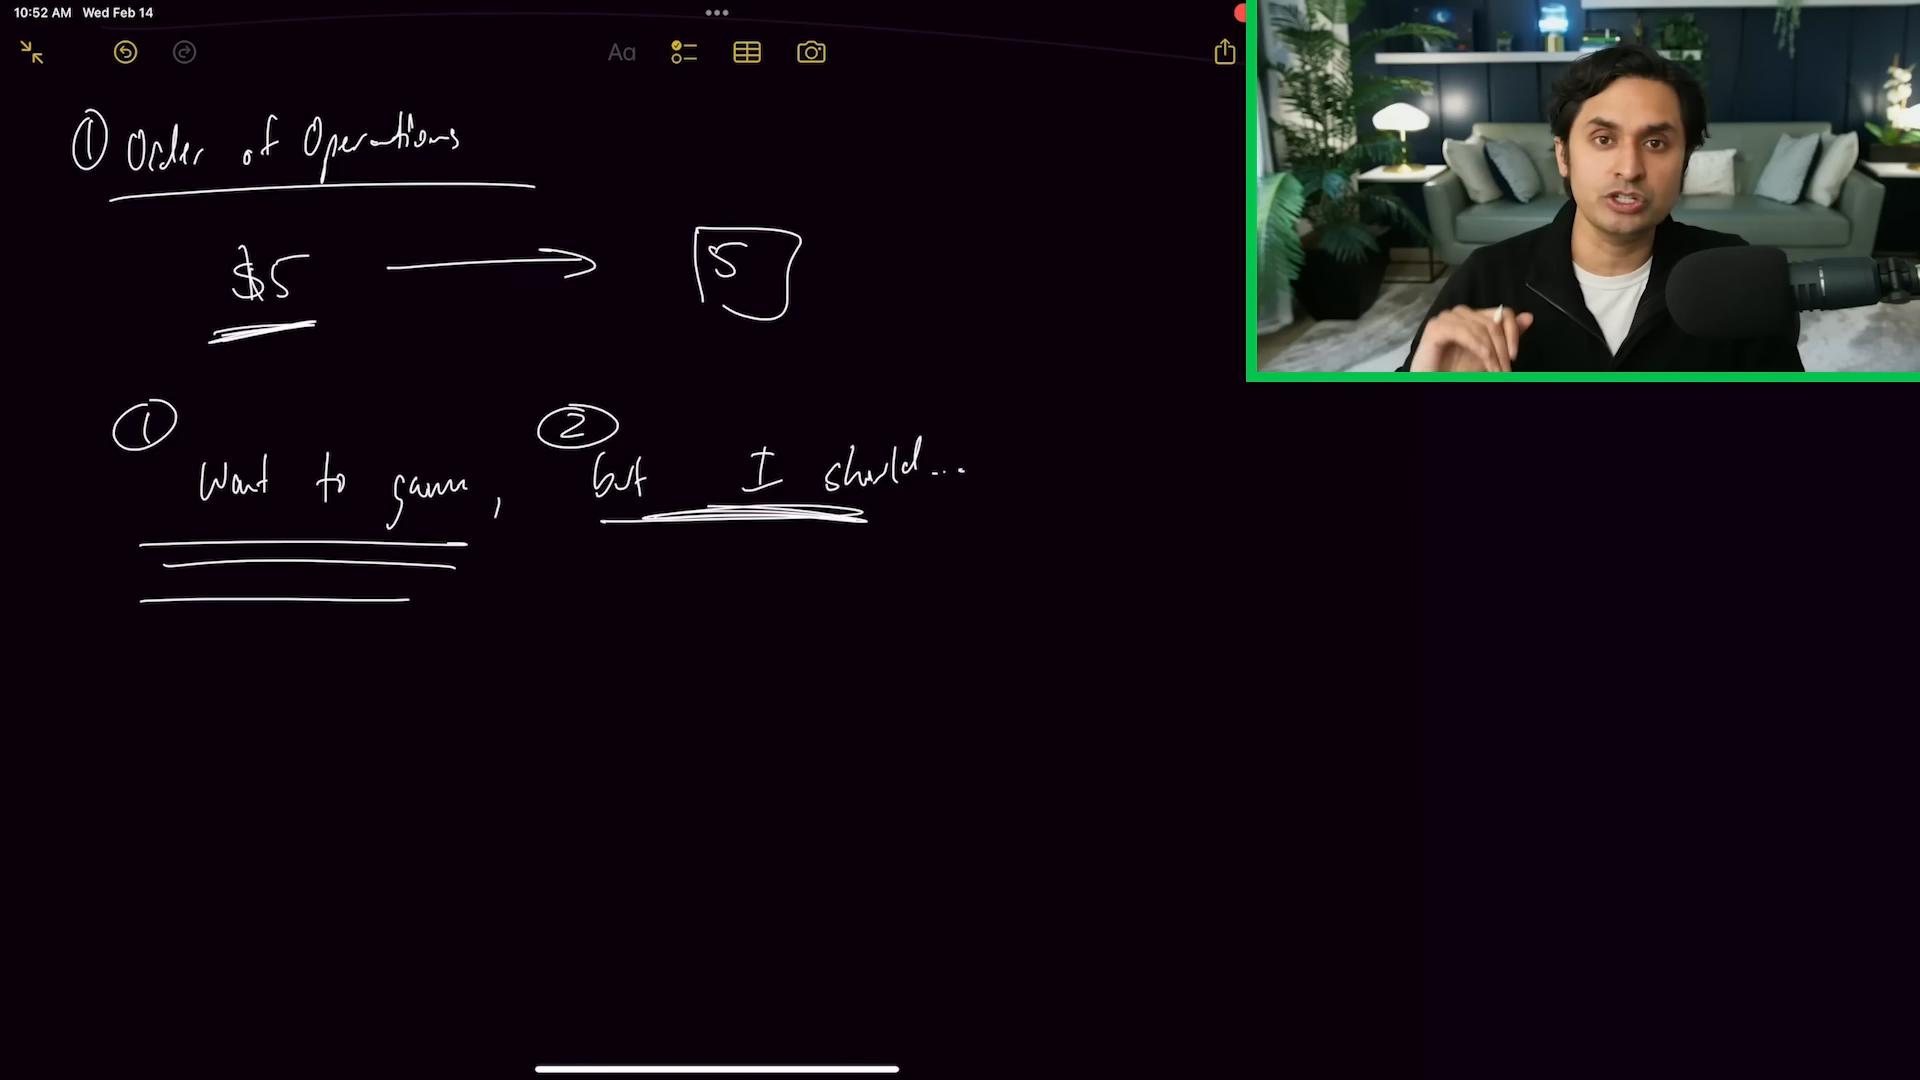 10:52 AM Wed Feb 14
Aa
① Order of Operations
$5 → 5
① ②
Want to game, but I should...